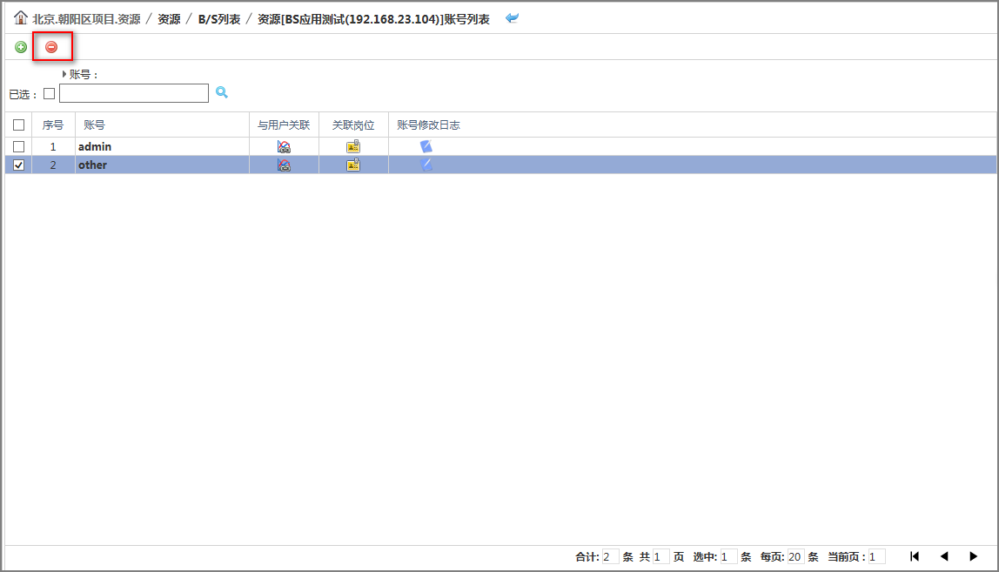 北京.朝阳区项目.资源 / 资源 / B/S列表 / 资源[BS应用测试(192.168.23.104)]账号列表
账号：
已选：
序号 账号 与用户关联 关联岗位 账号修改日志
1 admin
2 other
合计: 2 条 共 1 页 选中: 1 条 每页: 20 条 当前页：1